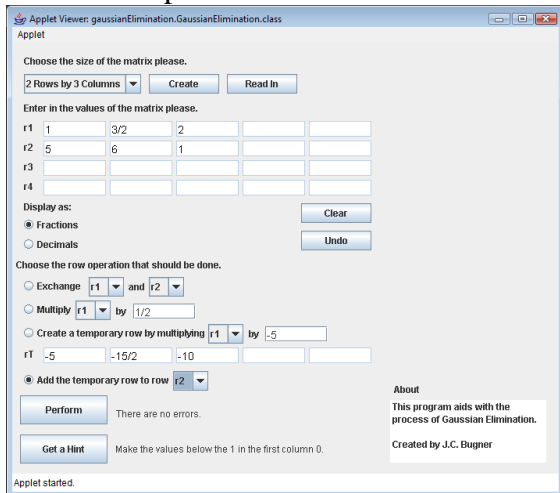 Applet Viewer: gaussianElimination.GaussianElimination.class
Applet
Choose the size of the matrix please.
2 Rows by 3 Columns Create Read In
Enter in the values of the matrix please.
r1 1 3/2 2
r2 5 6 1
r3
r4
Display as:
Clear
Fractions
Undo
Decimals
Choose the row operation that should be done.
Exchange r1 and r2
Multiply r1 by 1/2
Create a temporary row by multiplying r1 by -5
rT -5 -15/2 -10
Add the temporary row to row r2
Perform There are no errors.
Get a Hint Make the values below the 1 in the first column 0.
About
This program aids with the
process of Gaussian Elimination.
Created by J.C. Bugner
Applet started.